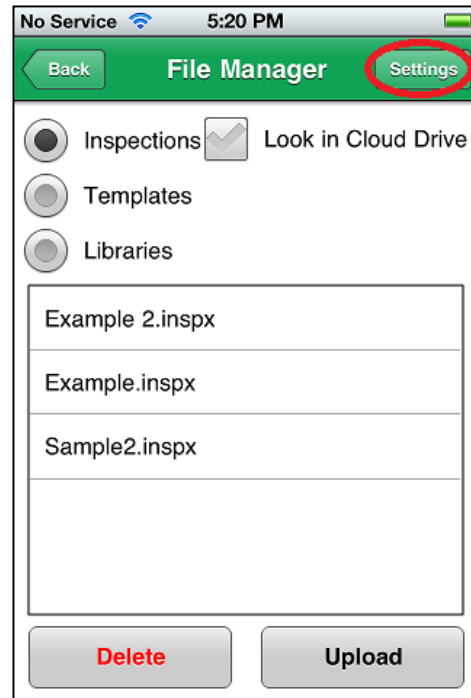 No Service 5:20 PM
Back File Manager Settings
Inspections Look in Cloud Drive
Templates
Libraries
Example 2.inspx
Example.inspx
Sample2.inspx
Delete Upload